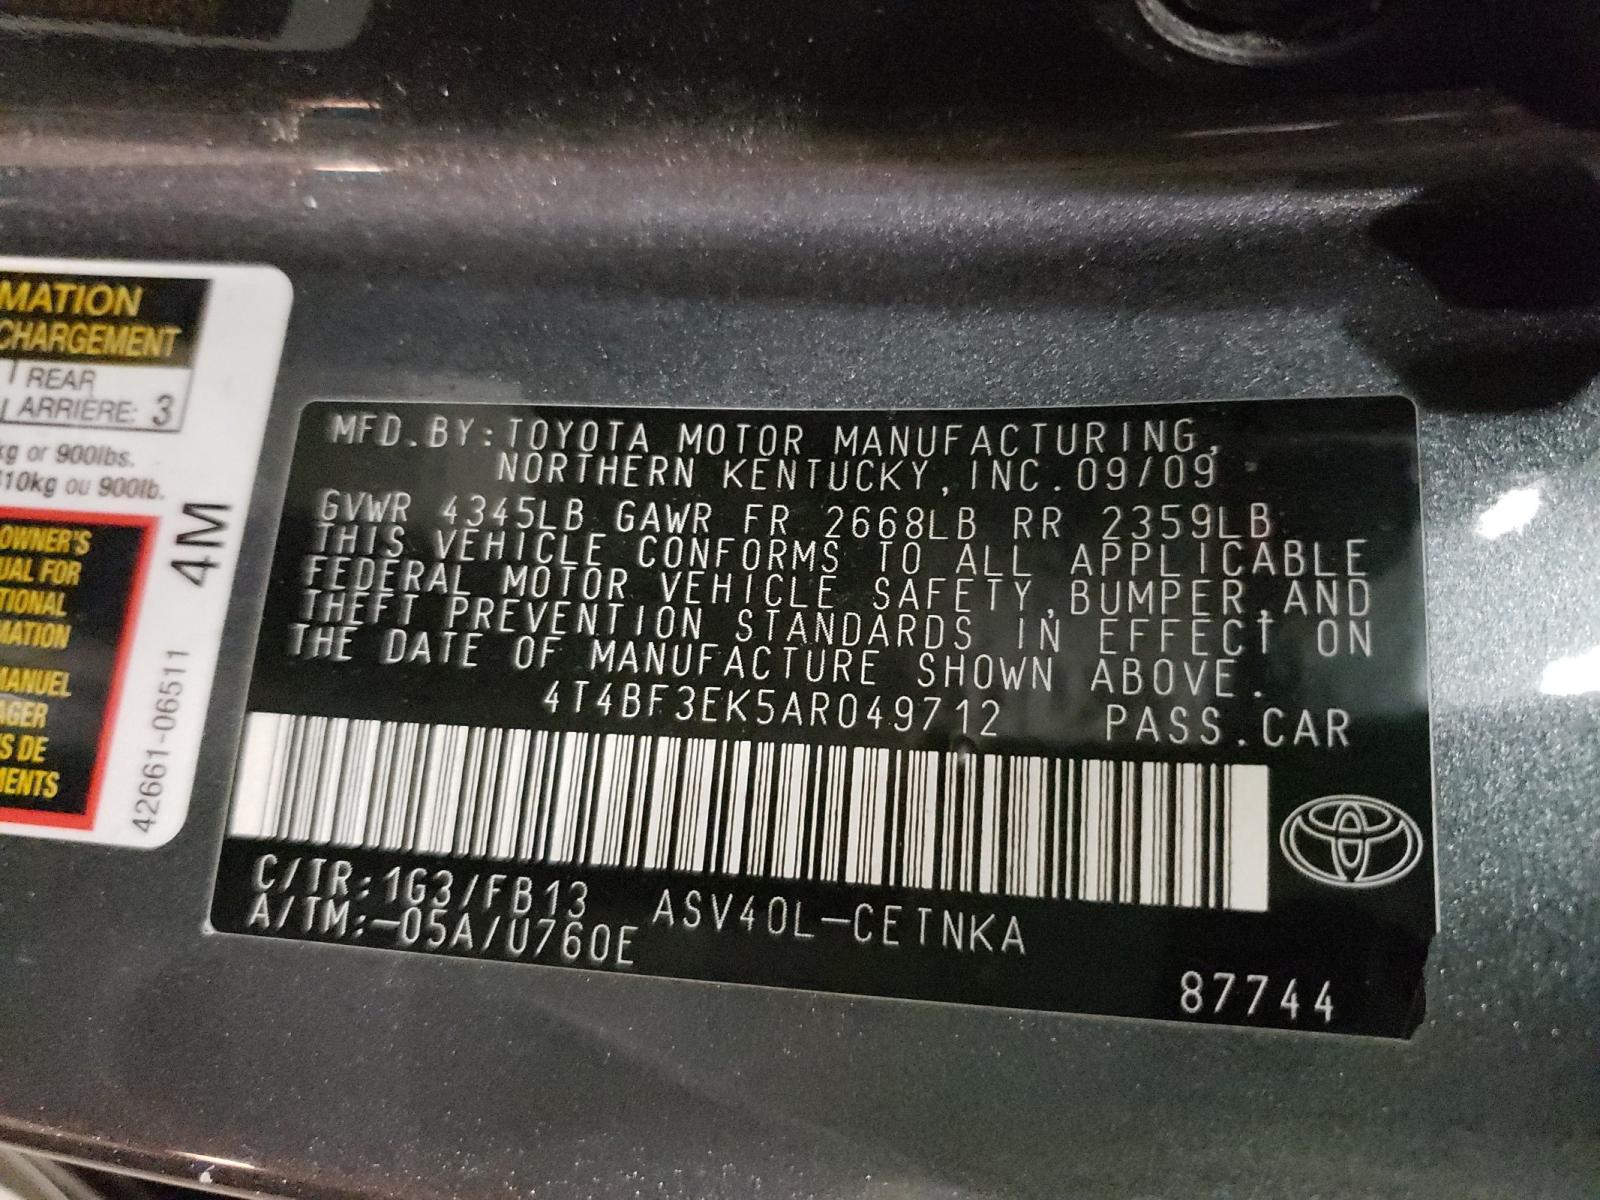 MATION
CHARGEMENT
REAR
ARRIERE: 3
kg or 900lbs.
410kg ou 900lb.
OWNER'S
UAL FOR
TIONAL
MATION
MANUEL
AGER
S DE
MENTS
4M
42661-06511
MFD.BY:TOYOTA MOTOR MANUFACTURING,
NORTHERN KENTUCKY,INC.09/09
GVWR 4345LB GAWR FR 2668LB RR 2359LB
THIS VEHICLE CONFORMS TO ALL APPLICABLE
FEDERAL MOTOR VEHICLE SAFETY,BUMPER,AND
THEFT PREVENTION STANDARDS IN EFFECT ON
THE DATE OF MANUFACTURE SHOWN ABOVE.
4T4BF3EK5AR049712 PASS.CAR
C/TR:1G3/FB13 ASV40L-CETNKA
A/TM:-05A/U760E
87744